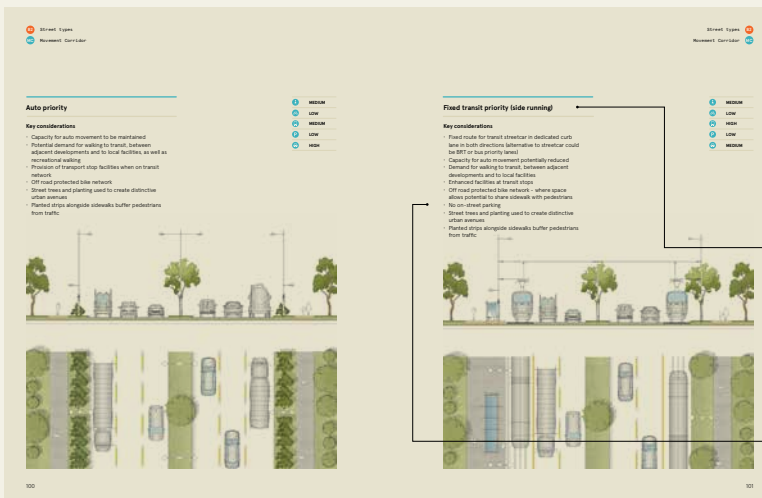 Street types
Movement Corridor
Auto priority
Key considerations
· Capacity for auto movement to be maintained
· Potential demand for walking to transit, between
adjacent developments and to local facilities, as well as
recreational walking
· Provision of transport stop facilities when on transit
network
· Off road protected bike network
· Street trees and planting used to create distinctive
urban avenues
· Planted strips alongside sidewalks buffer pedestrians
from traffic
MEDIUM
LOW
MEDIUM
P LOW
HIGH
100
Street types
Movement Corridor
Fixed transit priority (side running)
Key considerations
· Fixed route for transit streetcar in dedicated curb
lane in both directions (alternative to streetcar could
be BRT or bus priority lanes)
· Capacity for auto movement potentially reduced
· Demand for walking to transit, between adjacent
developments and to local facilities
· Enhanced facilities at transit stops
· Off road protected bike network - where space
allows potential to share sidewalk with pedestrians
· No on-street parking
· Street trees and planting used to create distinctive
urban avenues
· Planted strips alongside sidewalks buffer pedestrians
from traffic
MEDIUM
LOW
HIGH
P LOW
MEDIUM
101